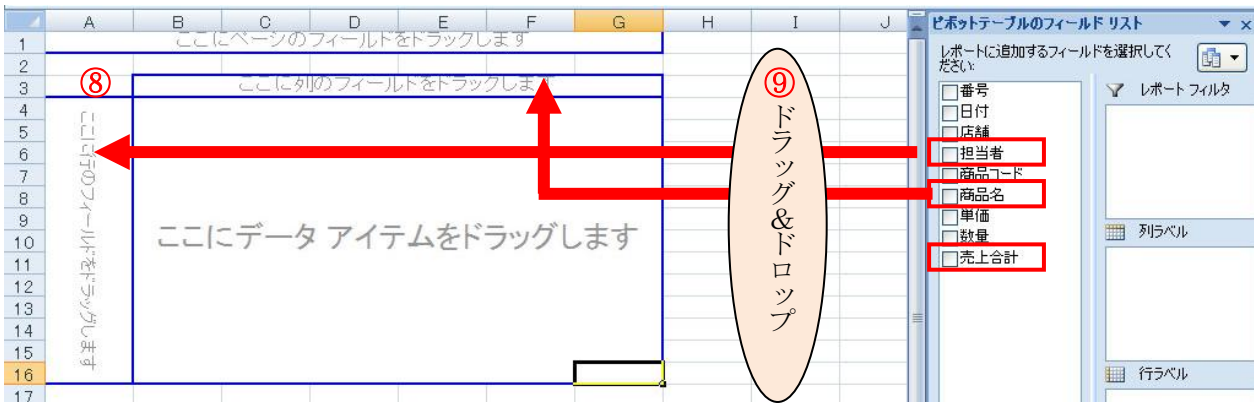 A B C D E F G H I J
1 ここにページのフィールドをドラッグします
2
3 ⑧ ここに列のフィールドをドラッグします
4
5
6
7
8
9
10
11
12
13
14
15
16
17
ここに行のフィールドをドラッグします
ここにデータ アイテムをドラッグします
⑨
ドラッグ&ドロップ
ピボットテーブルのフィールド リスト
レポートに追加するフィールドを選択してく
ださい:
番号
日付
店舗
担当者
商品コード
商品名
単価
数量
売上合計
レポート フィルタ
列ラベル
行ラベル